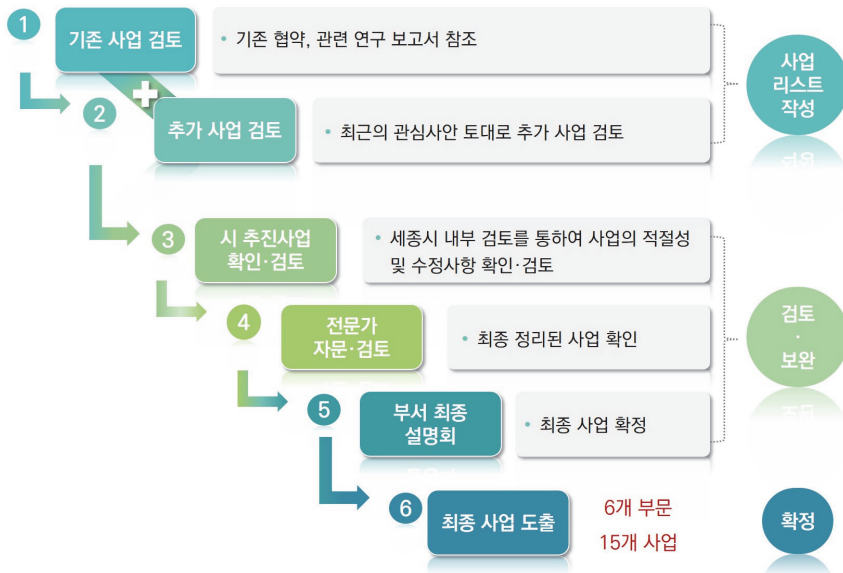 1
기존 사업 검토
• 기존 협약, 관련 연구 보고서 참조
사업
리스트
작성
+
2
추가 사업 검토
• 최근의 관심사안 토대로 추가 사업 검토
3
시 추진사업
확인·검토
• 세종시 내부 검토를 통하여 사업의 적절성
및 수정사항 확인·검토
4
전문가
자문·검토
• 최종 정리된 사업 확인
검토
·
보완
5
부서 최종
설명회
• 최종 사업 확정
6
최종 사업 도출
6개 부문
15개 사업
확정